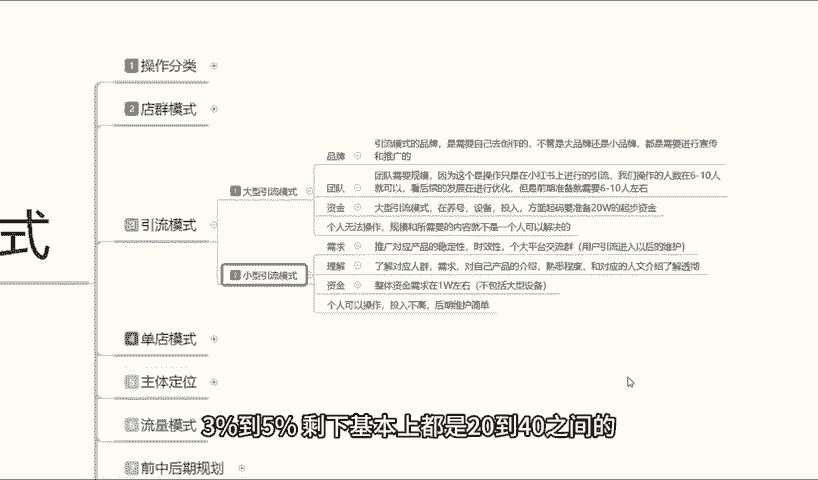 1 操作分类
2 店群模式
式
引流模式
1 大型引流模式
品牌
引流模式的品牌，是需要自己去创作的，不管是大品牌还是小品牌，都是需要进行宣传
和推广的
团队
团队需要规模，因为这个是操作只是在小红书上进行的引流，我们操作的人数在6-10人
就可以，看后续的发展在进行优化，但是前期准备就需要6-10人左右
资金
大型引流模式，在养号，设备，投入，方面起码要准备20W的起步资金
个人无法操作，规模和所需要的内容就不是一个人可以解决的
2 小型引流模式
需求
推广对应产品的稳定性，时效性，个大平台交流群（用户引流进入以后的维护）
理解
了解对应人群，需求，对自己产品的介绍，熟悉程度，和对应的人文介绍了解透彻
资金
整体资金需求在1W左右（不包括大型设备）
个人可以操作，投入不高，后期维护简单
4 单店模式
主体定位
流量模式
3%到5% 剩下基本上都是20到40之间的
前中后期规划